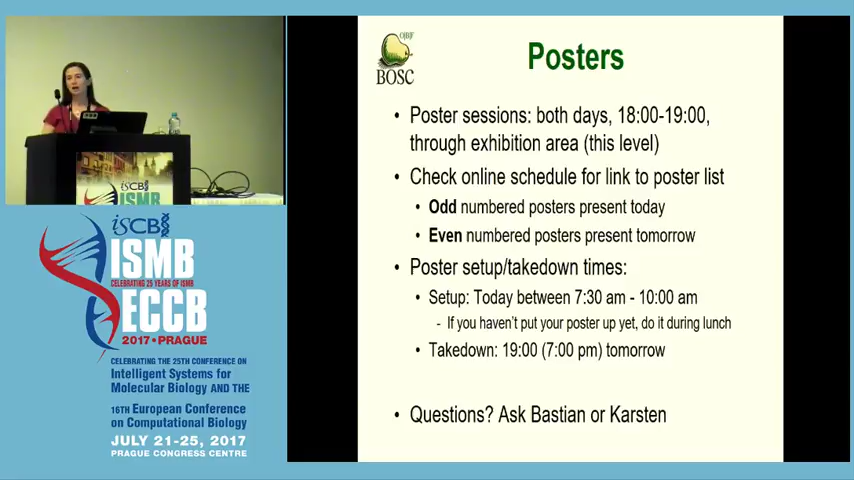 iSCB
ISMB
iSCB
ISMB
CELEBRATING 25 YEARS OF ISMB
ECCB
2017 • PRAGUE
CELEBRATING THE 25TH CONFERENCE ON
Intelligent Systems for
Molecular Biology AND THE
16TH European Conference
on Computational Biology
JULY 21-25, 2017
PRAGUE CONGRESS CENTRE
OBF
BOSC
Posters
• Poster sessions: both days, 18:00-19:00,
through exhibition area (this level)
• Check online schedule for link to poster list
• Odd numbered posters present today
• Even numbered posters present tomorrow
• Poster setup/takedown times:
• Setup: Today between 7:30 am - 10:00 am
- If you haven't put your poster up yet, do it during lunch
• Takedown: 19:00 (7:00 pm) tomorrow
• Questions? Ask Bastian or Karsten